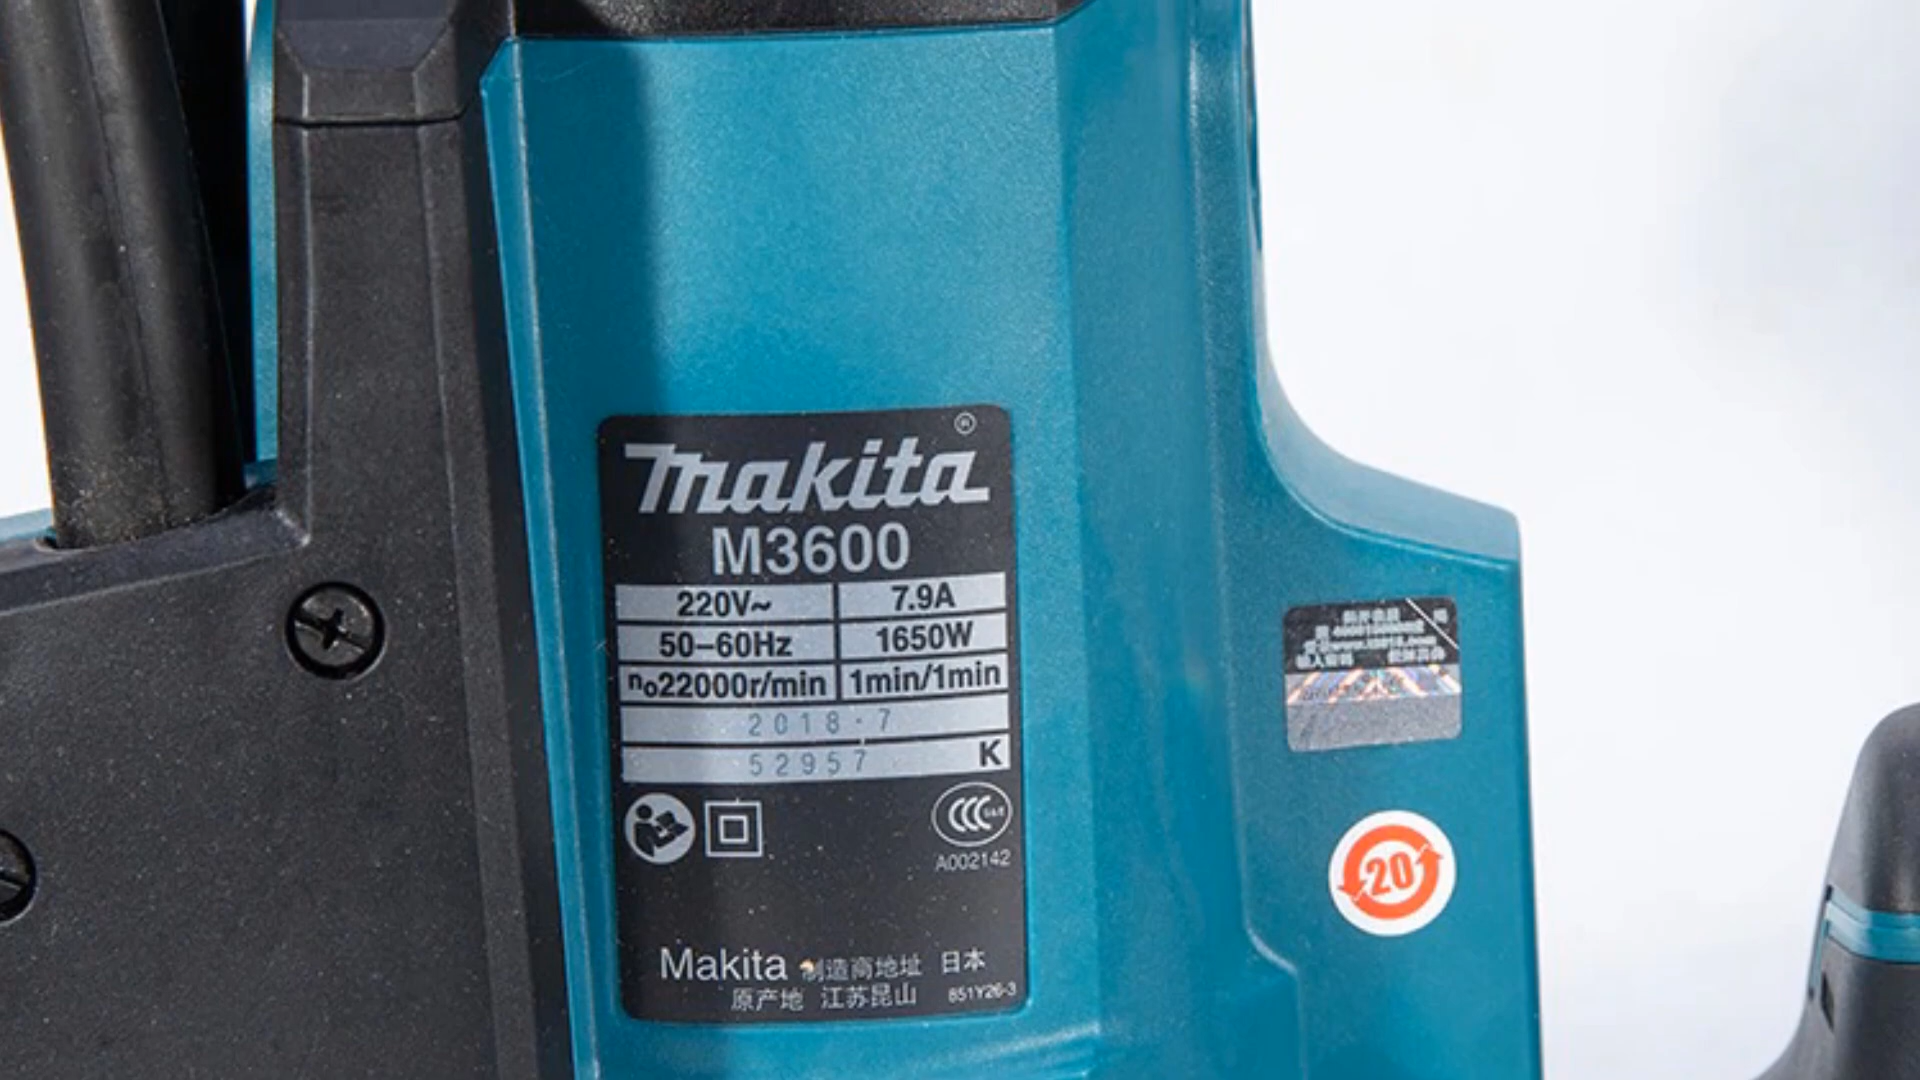 makita®
M3600
220V~ 7.9A
50-60Hz 1650W
no22000r/min 1min/1min
2018.7
52957 K
A002142
20
Makita 制造商地址 日本
原产地 江苏昆山 851Y26-3